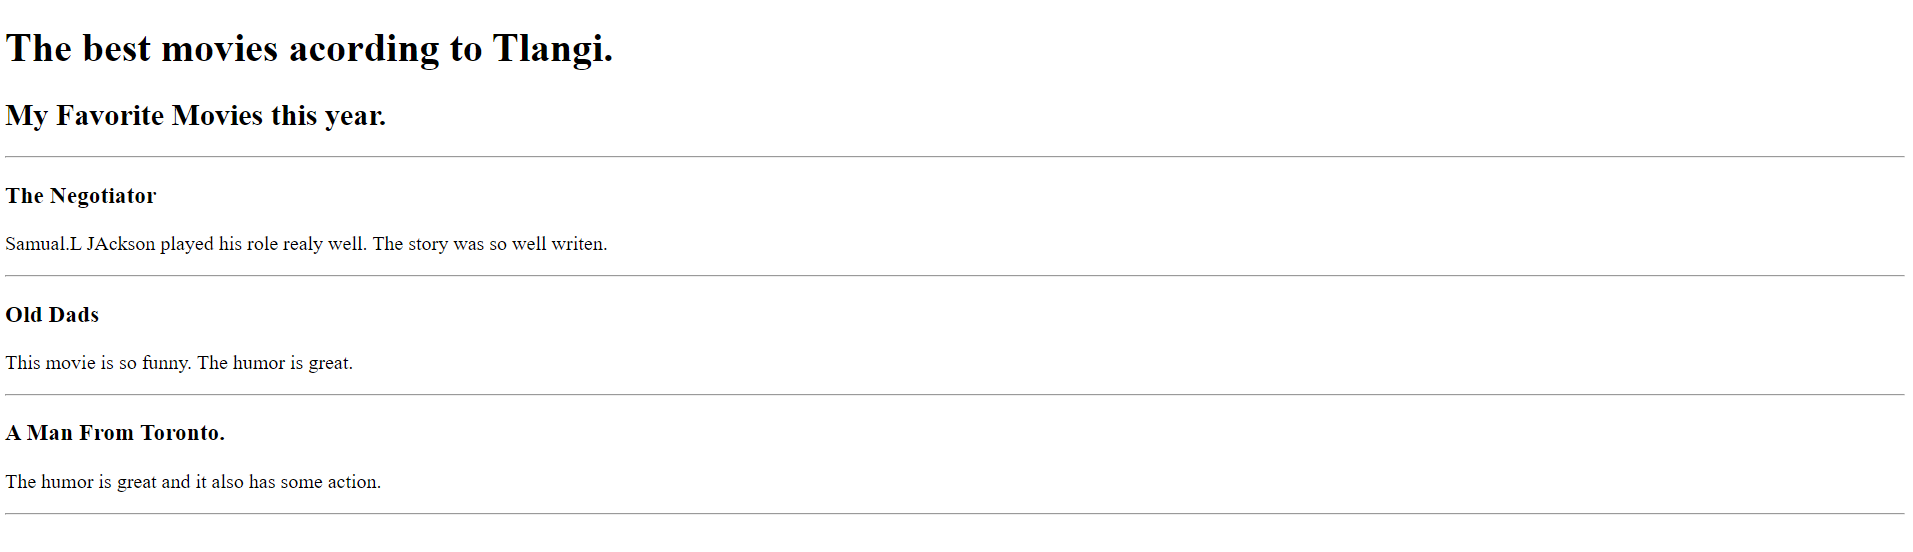 The best movies acording to Tlangi.
My Favorite Movies this year.
The Negotiator
Samual.L JAckson played his role realy well. The story was so well writen.
Old Dads
This movie is so funny. The humor is great.
A Man From Toronto.
The humor is great and it also has some action.